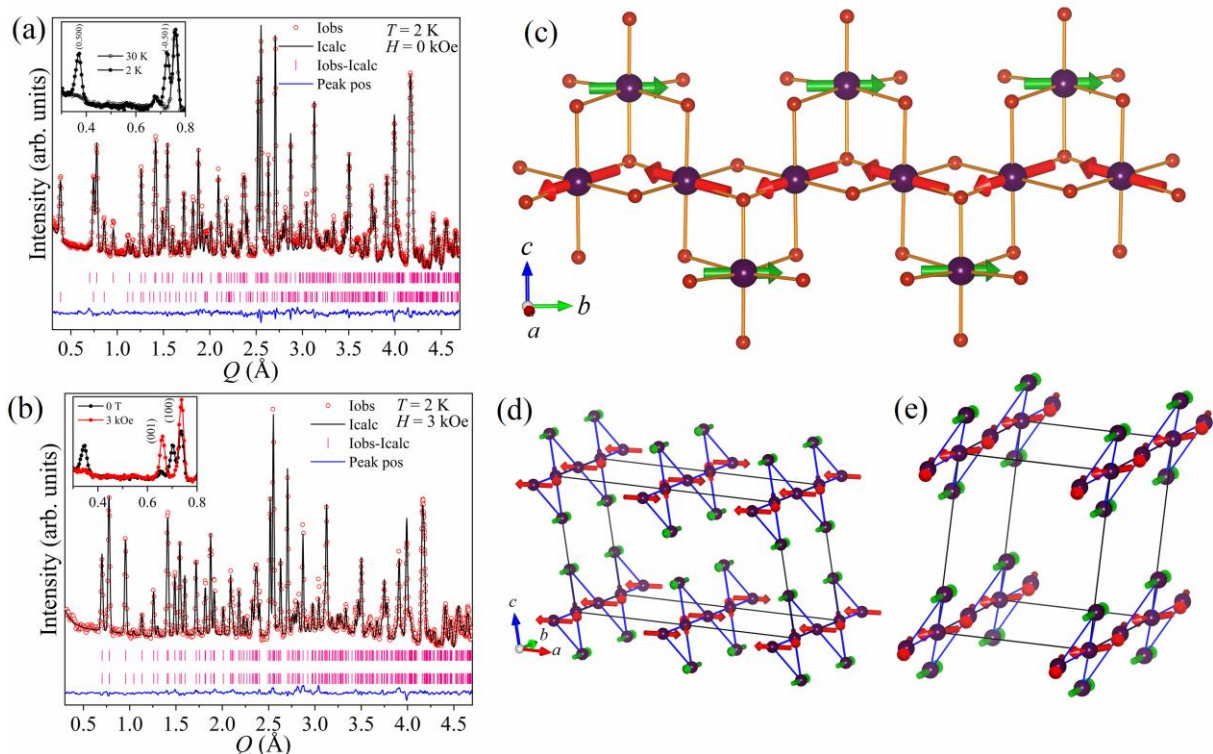 (a)
(0.500)
(-0.501)
30 K
2 K
0.4 0.6 0.8
Iobs
Icalc
Iobs-Icalc
Peak pos
T = 2 K
H = 0 kOe
Intensity (arb. units)
0.5 1.0 1.5 2.0 2.5 3.0 3.5 4.0 4.5
Q (Å)
(c)
c
b
a
(b)
0 T
3 kOe
(001)
(100)
0.4 0.6 0.8
Iobs
Icalc
Iobs-Icalc
Peak pos
T = 2 K
H = 3 kOe
Intensity (arb. units)
0.5 1.0 1.5 2.0 2.5 3.0 3.5 4.0 4.5
Q (Å)
(d)
c
b
a
(e)